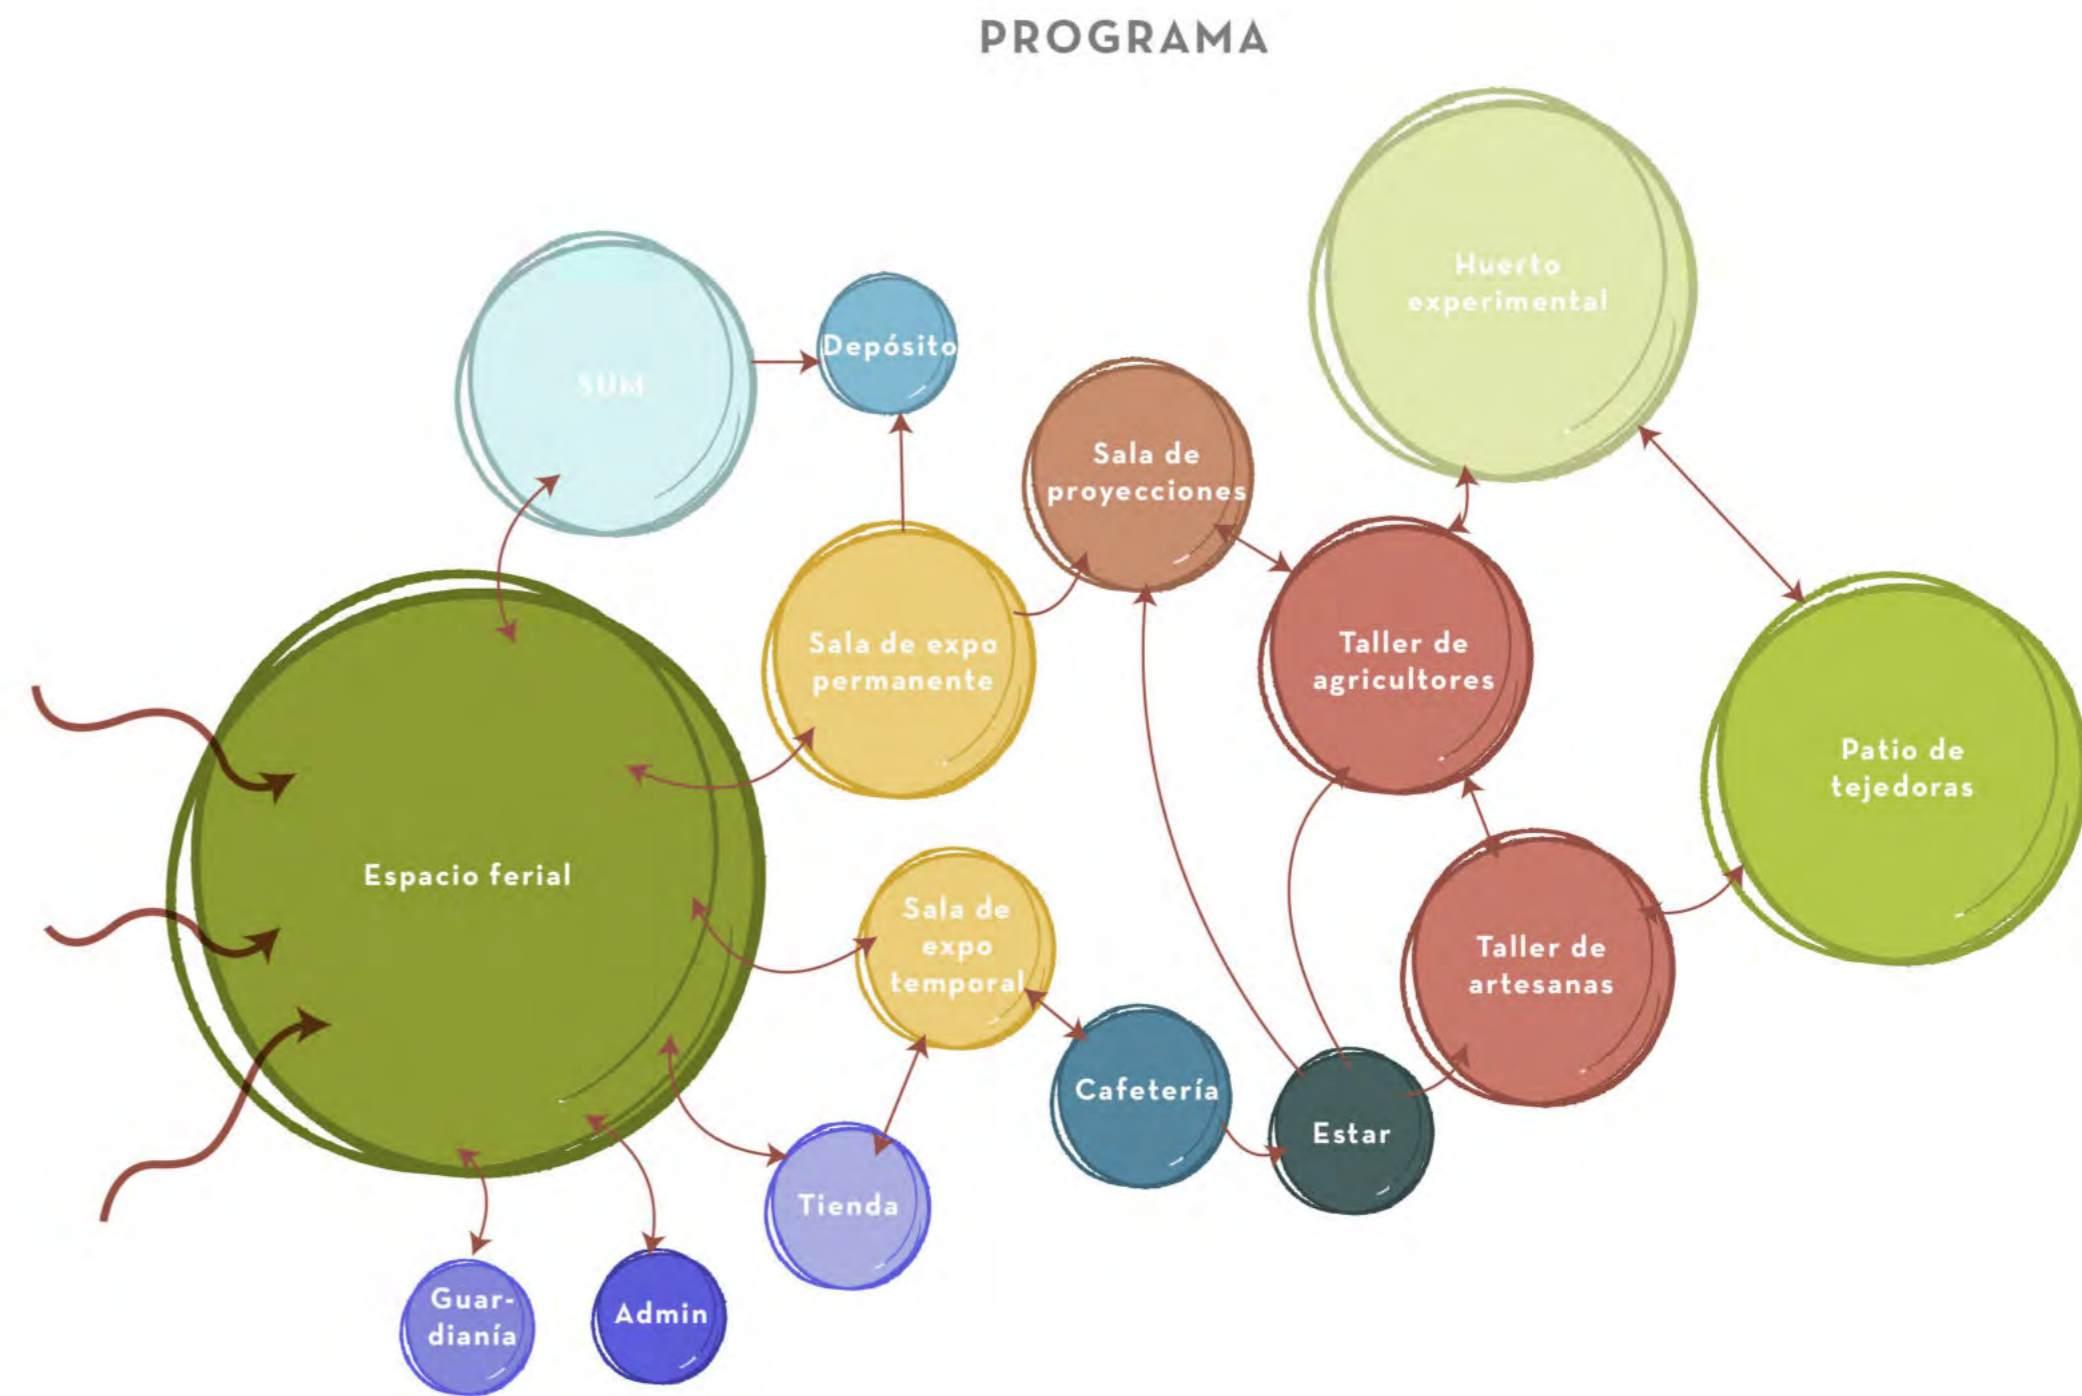 PROGRAMA
Huerto
experimental
SUM
Depósito
Sala de
proyecciones
Sala de expo
permanente
Taller de
agricultores
Patio de
tejedoras
Espacio ferial
Sala de
expo
temporal
Taller de
artesanas
Cafetería
Estar
Tienda
Guar-
dianía
Admin